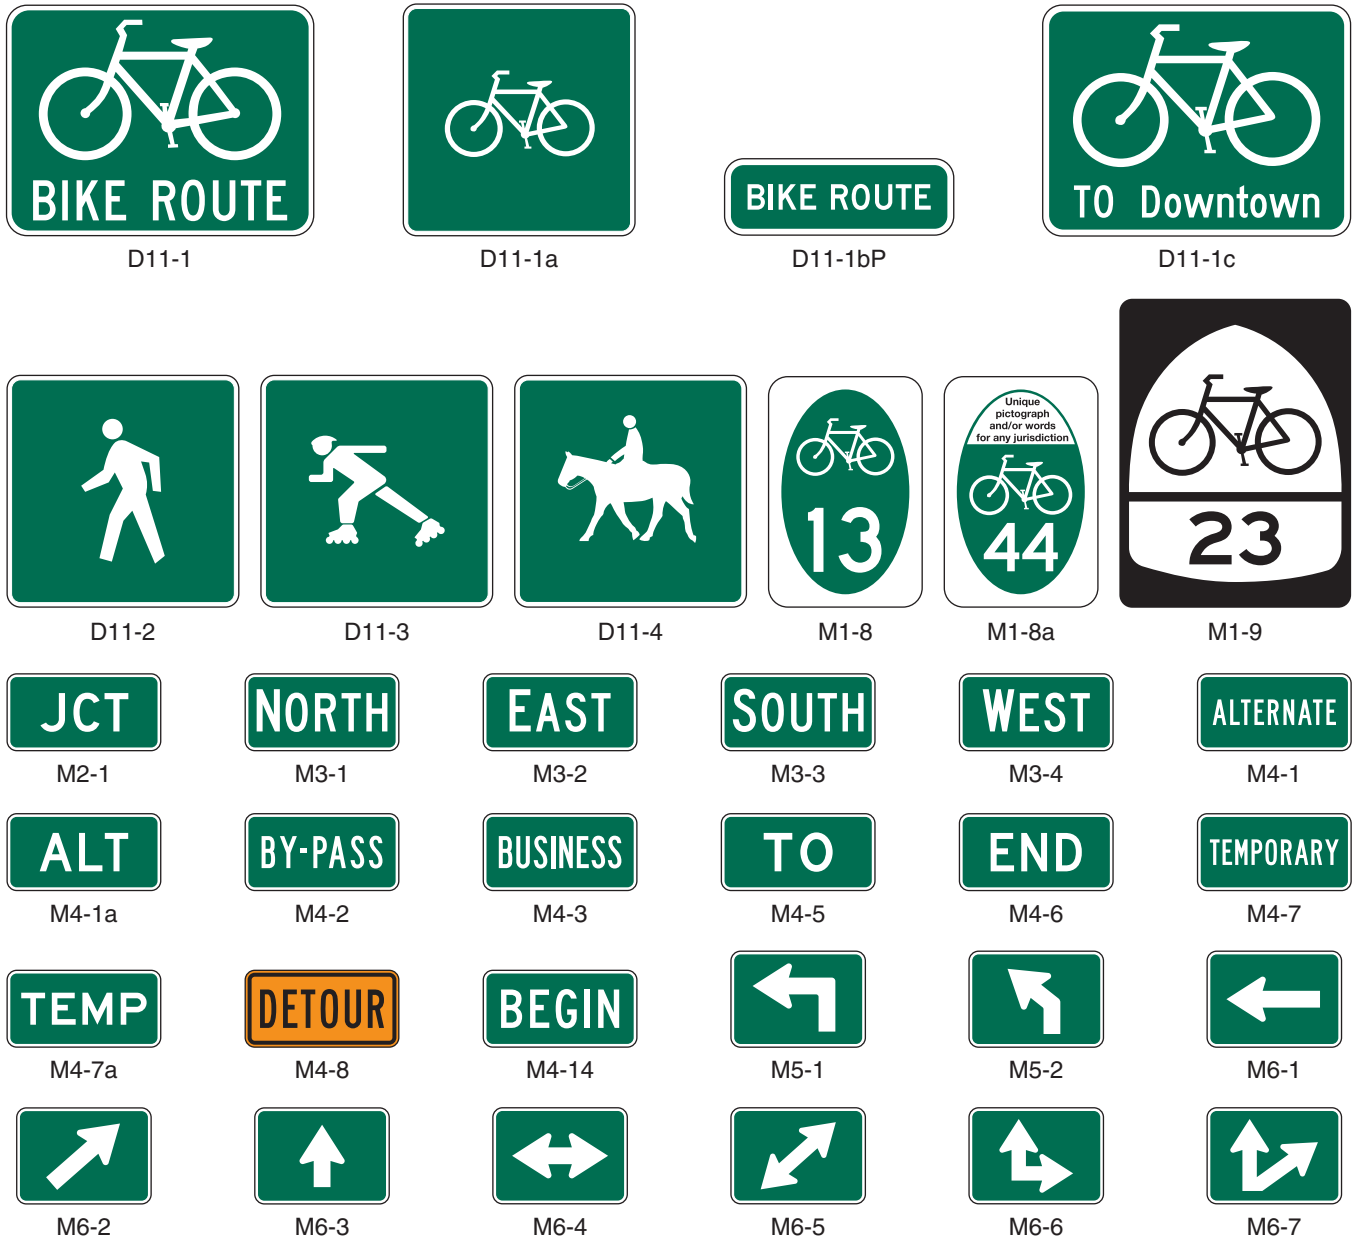 BIKE ROUTE
D11-1
D11-1a
BIKE ROUTE
D11-1bP
TO Downtown
D11-1c
D11-2
D11-3
D11-4
13
M1-8
Unique
pictograph
and/or words
for any jurisdiction
44
M1-8a
23
M1-9
JCT
M2-1
NORTH
M3-1
EAST
M3-2
SOUTH
M3-3
WEST
M3-4
ALTERNATE
M4-1
ALT
M4-1a
BY-PASS
M4-2
BUSINESS
M4-3
TO
M4-5
END
M4-6
TEMPORARY
M4-7
TEMP
M4-7a
DETOUR
M4-8
BEGIN
M4-14
M5-1
M5-2
M6-1
M6-2
M6-3
M6-4
M6-5
M6-6
M6-7